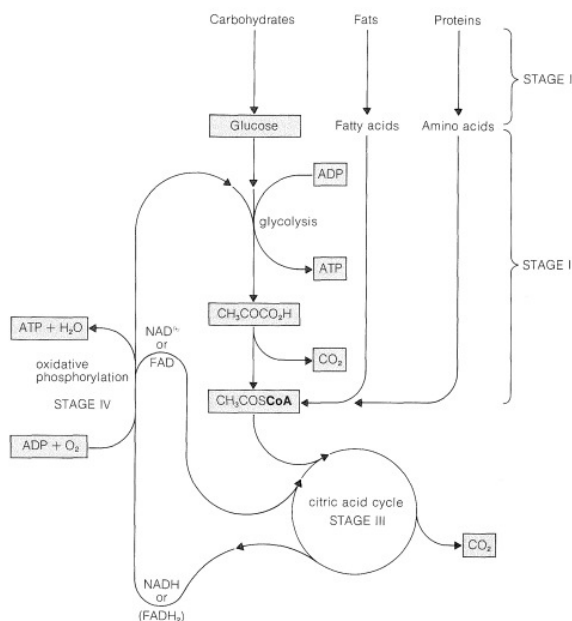 Carbohydrates Fats Proteins
STAGE I
Glucose Fatty acids Amino acids
ADP
glycolysis
STAGE I
ATP
CH₃COCO₂H
ATP + H₂O
NAD
or
FAD
CO₂
oxidative
phosphorylation
STAGE IV
CH₃COSCoA
ADP + O₂
citric acid cycle
STAGE III
CO₂
NADH
or
(FADH₂)